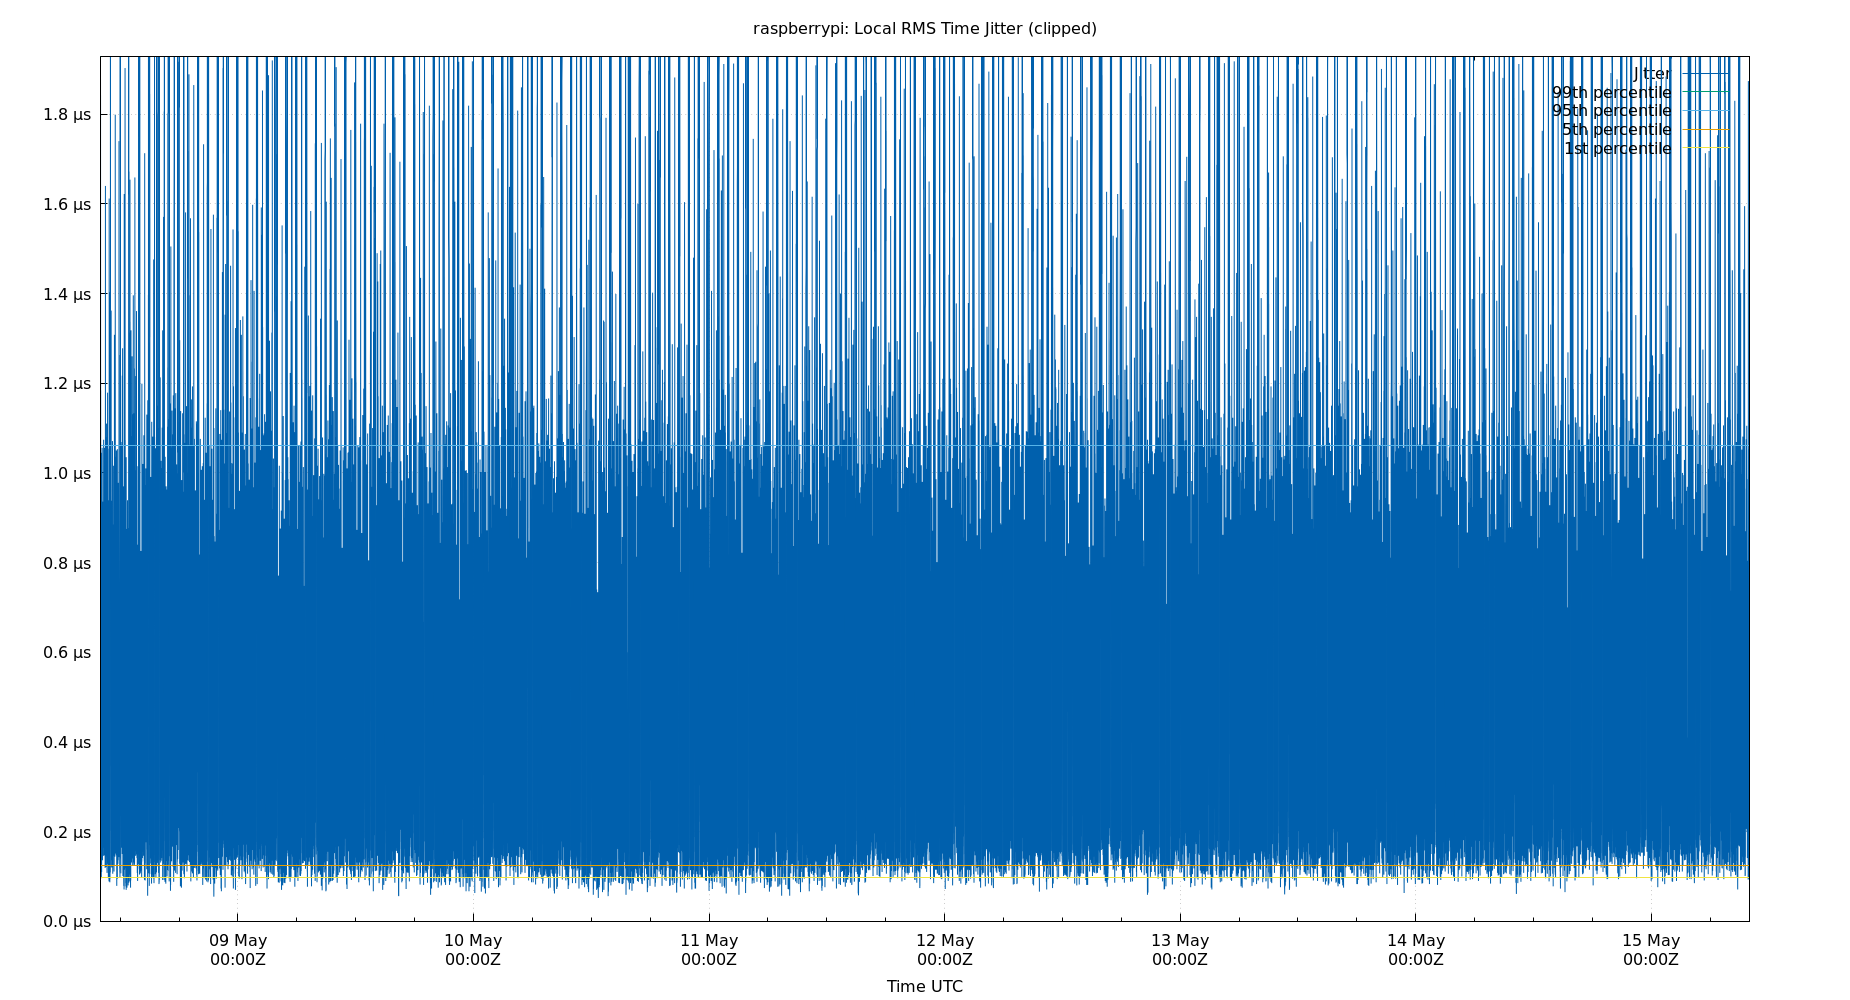 raspberrypi: Local RMS Time Jitter (clipped)
Jitter
99th percentile
95th percentile
5th percentile
1st percentile
1.8 μs
1.6 μs
1.4 μs
1.2 μs
1.0 μs
0.8 μs
0.6 μs
0.4 μs
0.2 μs
0.0 μs
09 May 10 May 11 May 12 May 13 May 14 May 15 May
00:00Z 00:00Z 00:00Z 00:00Z 00:00Z 00:00Z 00:00Z
Time UTC